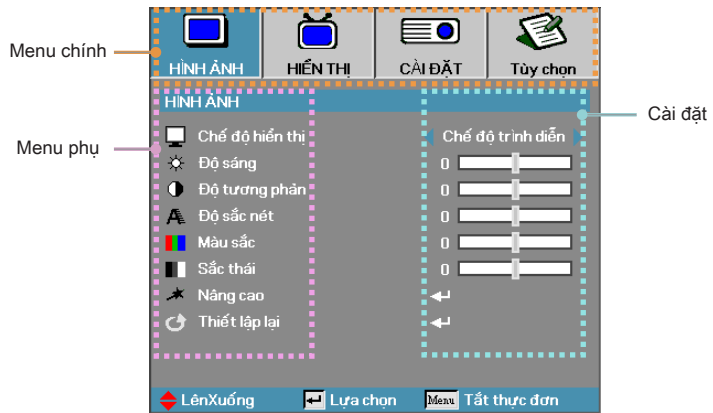 Menu chính
HÌNH ẢNH HIỂN THỊ CÀI ĐẶT Tùy chọn
HÌNH ẢNH
Cài đặt
Menu phụ
Chế độ hiển thị Chế độ trình diễn
Độ sáng 0
Độ tương phản 0
Độ sắc nét 0
Màu sắc 0
Sắc thái 0
Nâng cao
Thiết lập lại
LênXuống Lựa chọn Menu Tắt thực đơn